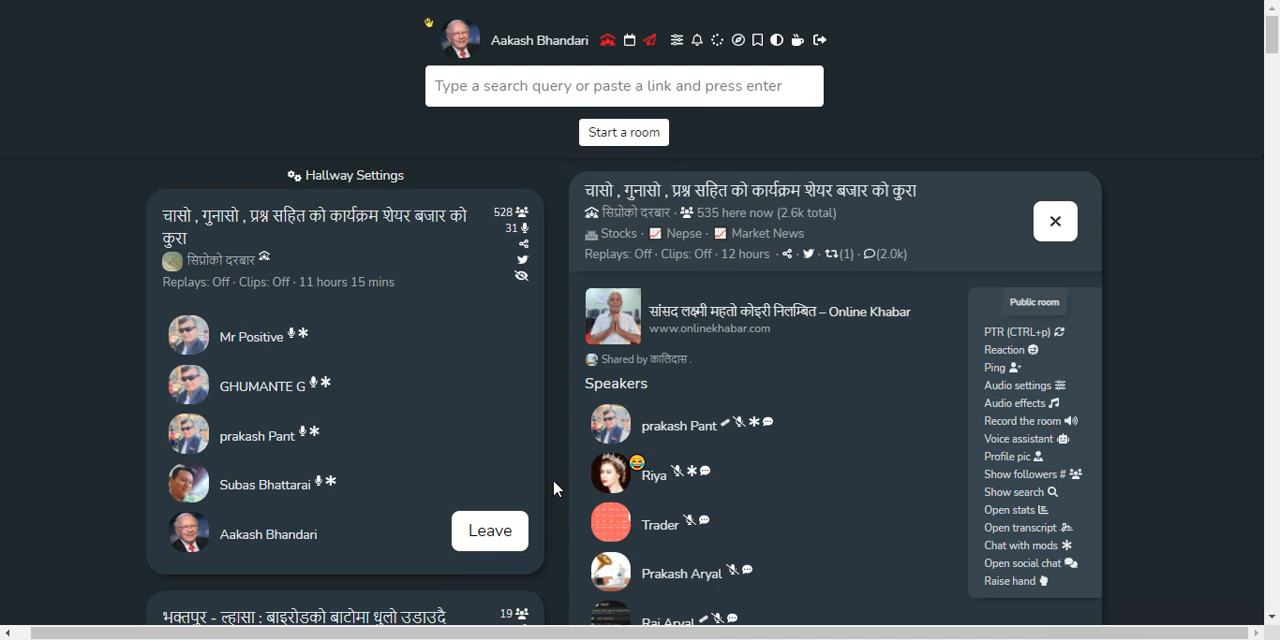 Aakash Bhandari
Type a search query or paste a link and press enter
Start a room
Hallway Settings
चासो , गुनासो , प्रश्न सहित को कार्यक्रम शेयर बजार को
कुरा
528
31
सिप्रोको दरबार
Replays: Off · Clips: Off · 11 hours 15 mins
Mr Positive
GHUMANTE G
prakash Pant
Subas Bhattarai
Aakash Bhandari
Leave
भक्तपुर - ल्हासा : बाइरोडको बाटोमा धुलो उडाउदै
19
चासो , गुनासो , प्रश्न सहित को कार्यक्रम शेयर बजार को कुरा
सिप्रोको दरबार · 535 here now (2.6k total)
Stocks · Nepse · Market News
Replays: Off · Clips: Off · 12 hours · · · (1) · (2.0k)
सांसद लक्ष्मी महतो कोइरी निलम्बित – Online Khabar
www.onlinekhabar.com
Shared by कालिदास .
Speakers
prakash Pant
Riya
Trader
Prakash Aryal
Raj Aryal
Public room
PTR (CTRL+p)
Reaction
Ping
Audio settings
Audio effects
Record the room
Voice assistant
Profile pic
Show followers #
Show search
Open stats
Open transcript
Chat with mods
Open social chat
Raise hand